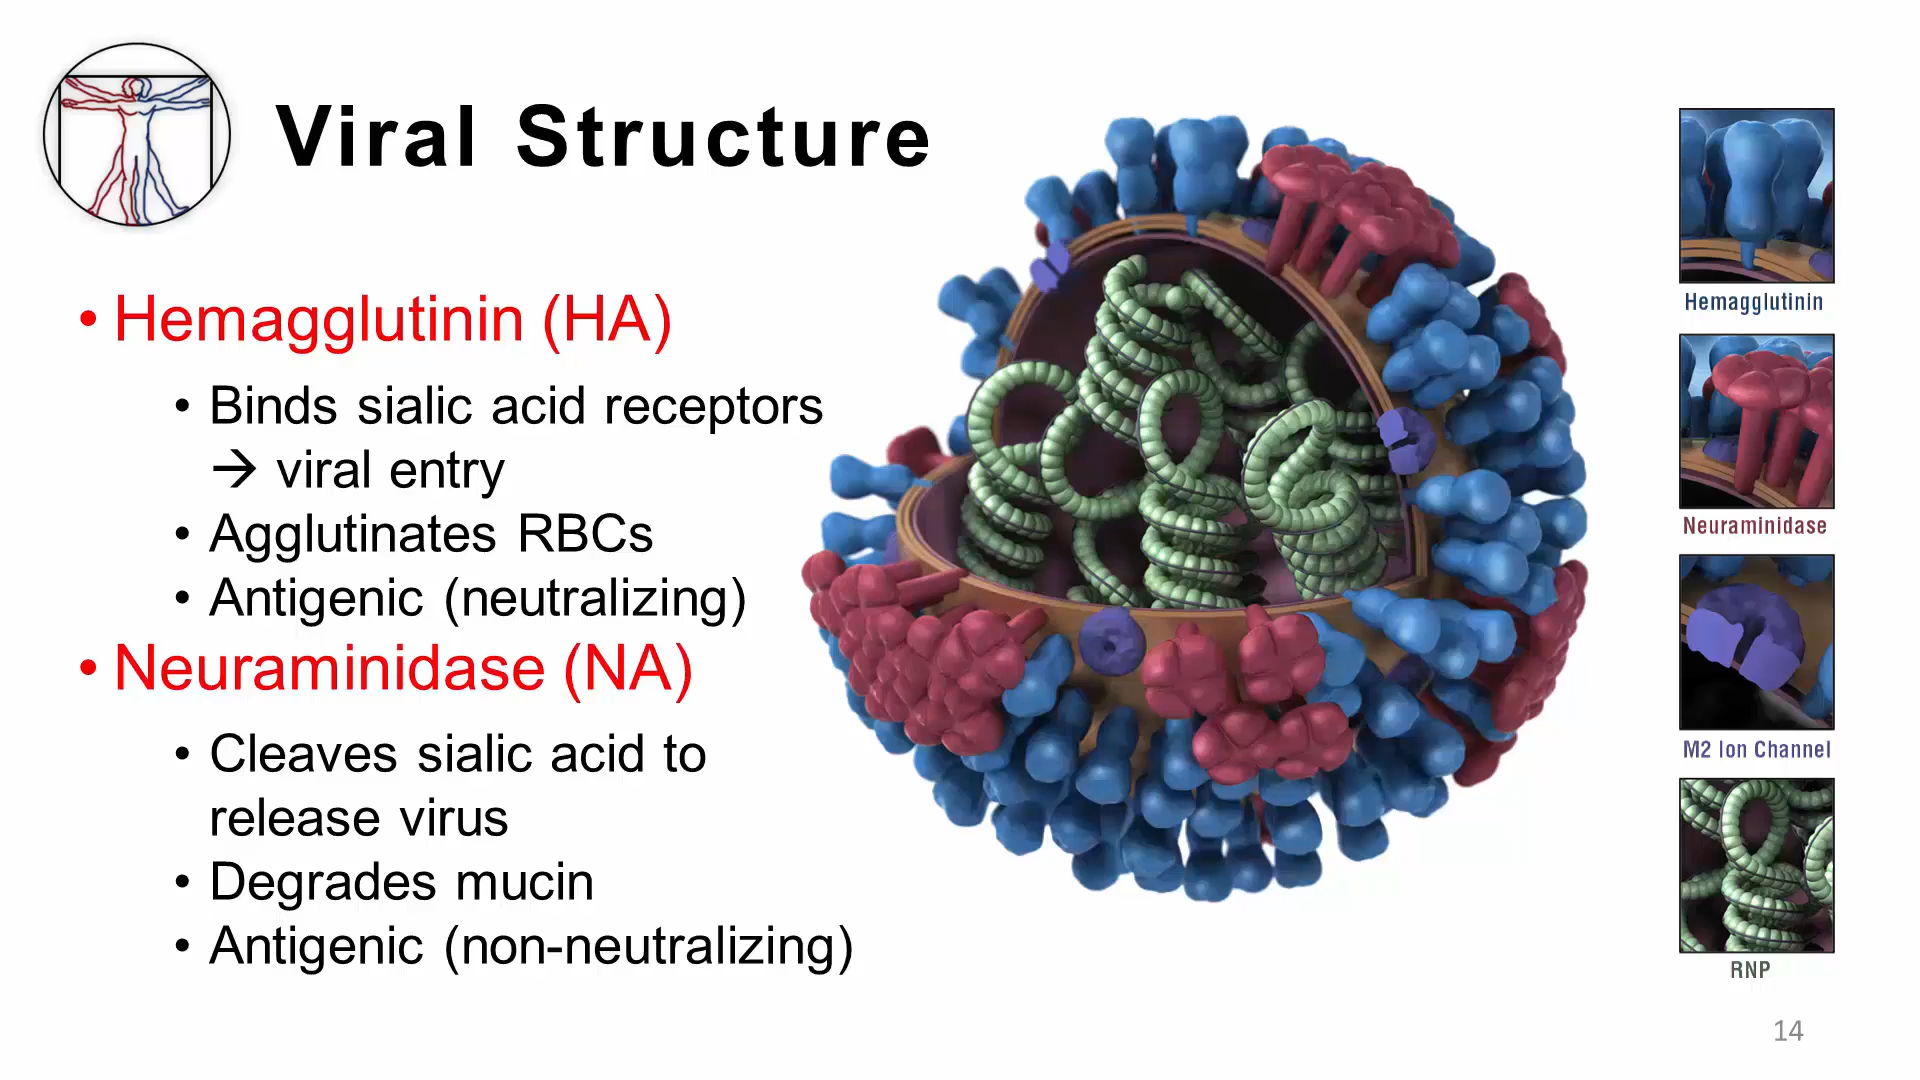 Viral Structure
• Hemagglutinin (HA)
• Binds sialic acid receptors
→ viral entry
• Agglutinates RBCs
• Antigenic (neutralizing)
• Neuraminidase (NA)
• Cleaves sialic acid to
release virus
• Degrades mucin
• Antigenic (non-neutralizing)
Hemagglutinin
Neuraminidase
M2 Ion Channel
RNP
14